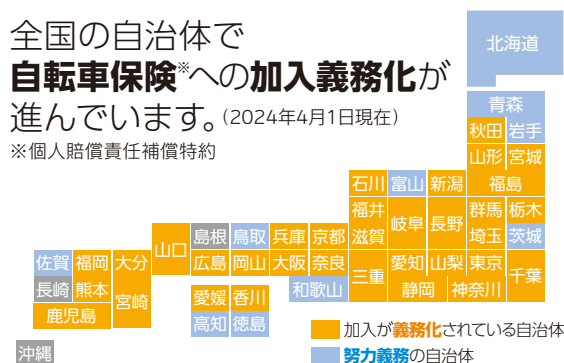 全国の自治体で
自転車保険※への加入義務化が
進んでいます。(2024年4月1日現在)
※個人賠償責任補償特約
北海道
青森
秋田 岩手
山形 宮城
石川 富山 新潟 福島
福井 岐阜 長野 群馬 栃木
滋賀 埼玉 茨城
山口 島根 鳥取 兵庫 京都
佐賀 福岡 大分 広島 岡山 大阪 奈良 三重 愛知 山梨 東京 千葉
長崎 熊本 宮崎 愛媛 香川 和歌山 静岡 神奈川
鹿児島 高知 徳島
沖縄
加入が義務化されている自治体
努力義務の自治体